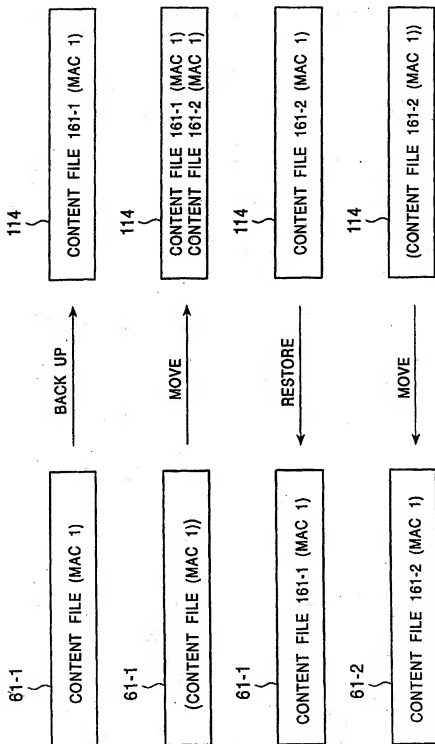 61-1
CONTENT FILE (MAC 1)
BACK UP
114
CONTENT FILE 161-1 (MAC 1)
61-1
(CONTENT FILE (MAC 1))
MOVE
114
CONTENT FILE 161-1 (MAC 1)
CONTENT FILE 161-2 (MAC 1)
61-1
CONTENT FILE 161-1 (MAC 1)
RESTORE
114
CONTENT FILE 161-2 (MAC 1)
61-2
CONTENT FILE 161-2 (MAC 1)
MOVE
114
(CONTENT FILE 161-2 (MAC 1))